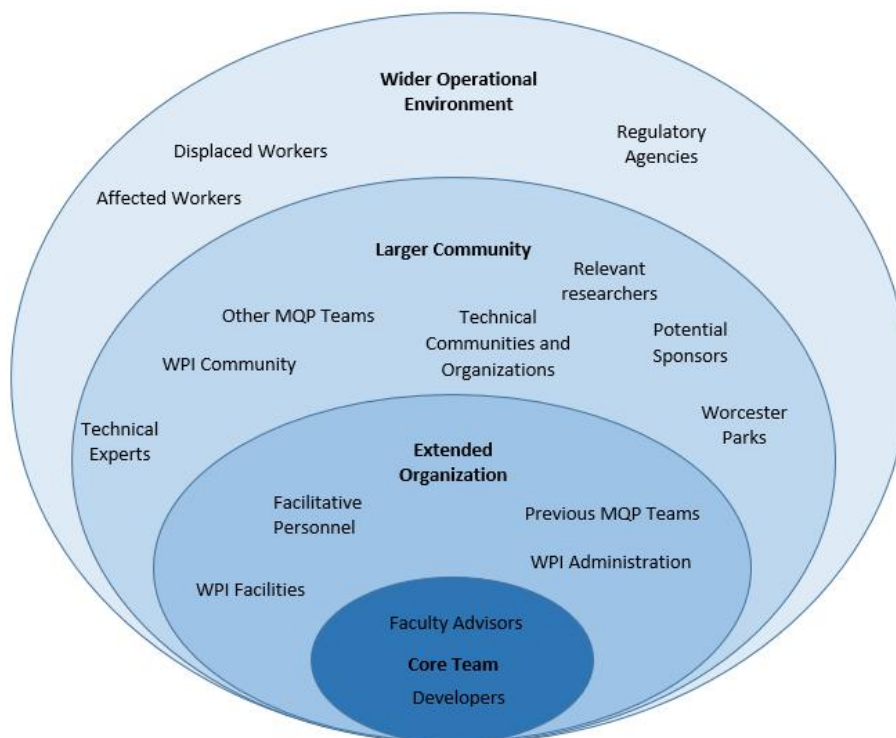 Wider Operational
Environment
Displaced Workers
Regulatory
Agencies
Affected Workers
Larger Community
Relevant
researchers
Other MQP Teams
Technical
Communities and
Organizations
Potential
Sponsors
WPI Community
Worcester
Parks
Technical
Experts
Extended
Organization
Facilitative
Personnel
Previous MQP Teams
WPI Administration
WPI Facilities
Faculty Advisors
Core Team
Developers